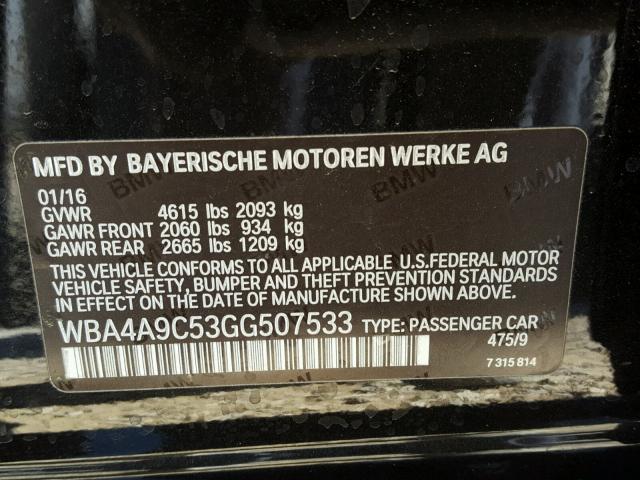 MFD BY BAYERISCHE MOTOREN WERKE AG
01/16
GVWR 4615 lbs 2093 kg
GAWR FRONT 2060 lbs 934 kg
GAWR REAR 2665 lbs 1209 kg
THIS VEHICLE CONFORMS TO ALL APPLICABLE U.S.FEDERAL MOTOR
VEHICLE SAFETY, BUMPER AND THEFT PREVENTION STANDARDS
IN EFFECT ON THE DATE OF MANUFACTURE SHOWN ABOVE.
WBA4A9C53GG507533 TYPE: PASSENGER CAR
475/9
7 315 814